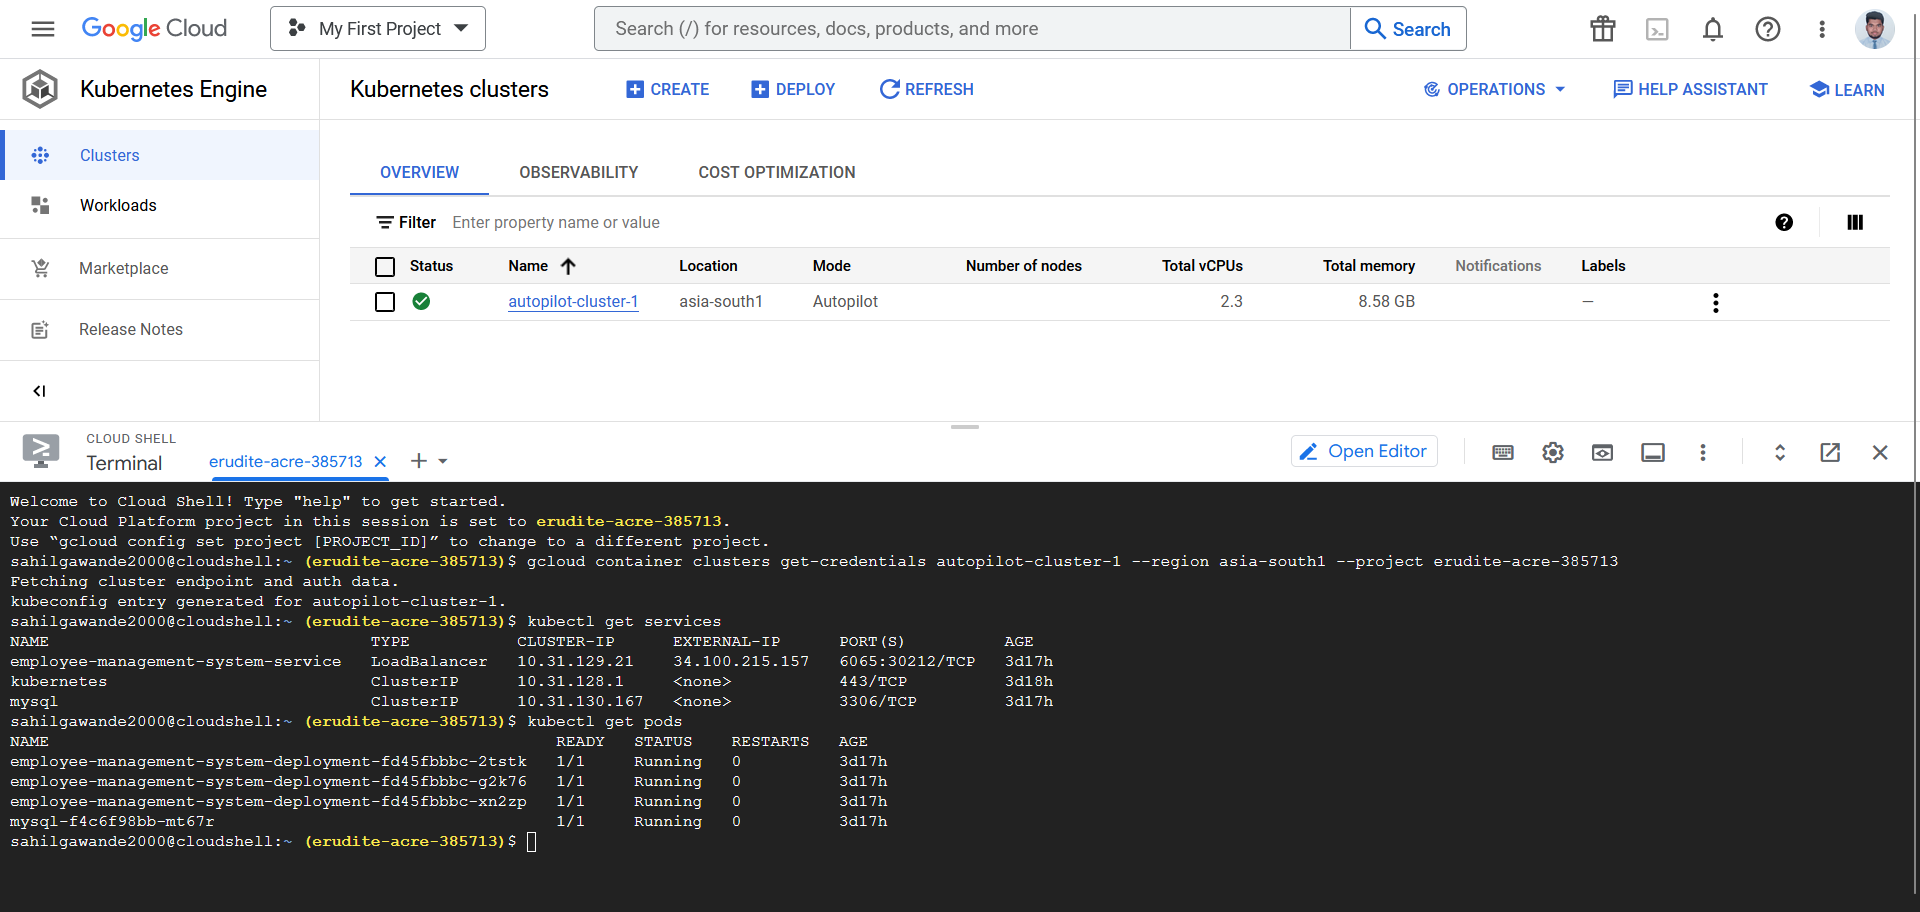 Google Cloud
My First Project
Search (/) for resources, docs, products, and more
Search
Kubernetes Engine
Kubernetes clusters
CREATE
DEPLOY
REFRESH
OPERATIONS
HELP ASSISTANT
LEARN
Clusters
Workloads
Marketplace
Release Notes
OVERVIEW
OBSERVABILITY
COST OPTIMIZATION
Filter Enter property name or value
Status Name Location Mode Number of nodes Total vCPUs Total memory Notifications Labels
autopilot-cluster-1 asia-south1 Autopilot 2.3 8.58 GB —
CLOUD SHELL
Terminal
erudite-acre-385713
Open Editor
Welcome to Cloud Shell! Type "help" to get started.
Your Cloud Platform project in this session is set to erudite-acre-385713.
Use “gcloud config set project [PROJECT_ID]” to change to a different project.
sahilgawande2000@cloudshell:~ (erudite-acre-385713)$ gcloud container clusters get-credentials autopilot-cluster-1 --region asia-south1 --project erudite-acre-385713
Fetching cluster endpoint and auth data.
kubeconfig entry generated for autopilot-cluster-1.
sahilgawande2000@cloudshell:~ (erudite-acre-385713)$ kubectl get services
NAME TYPE CLUSTER-IP EXTERNAL-IP PORT(S) AGE
employee-management-system-service LoadBalancer 10.31.129.21 34.100.215.157 6065:30212/TCP 3d17h
kubernetes ClusterIP 10.31.128.1 <none> 443/TCP 3d18h
mysql ClusterIP 10.31.130.167 <none> 3306/TCP 3d17h
sahilgawande2000@cloudshell:~ (erudite-acre-385713)$ kubectl get pods
NAME READY STATUS RESTARTS AGE
employee-management-system-deployment-fd45fbbbc-2tstk 1/1 Running 0 3d17h
employee-management-system-deployment-fd45fbbbc-g2k76 1/1 Running 0 3d17h
employee-management-system-deployment-fd45fbbbc-xn2zp 1/1 Running 0 3d17h
mysql-f4c6f98bb-mt67r 1/1 Running 0 3d17h
sahilgawande2000@cloudshell:~ (erudite-acre-385713)$